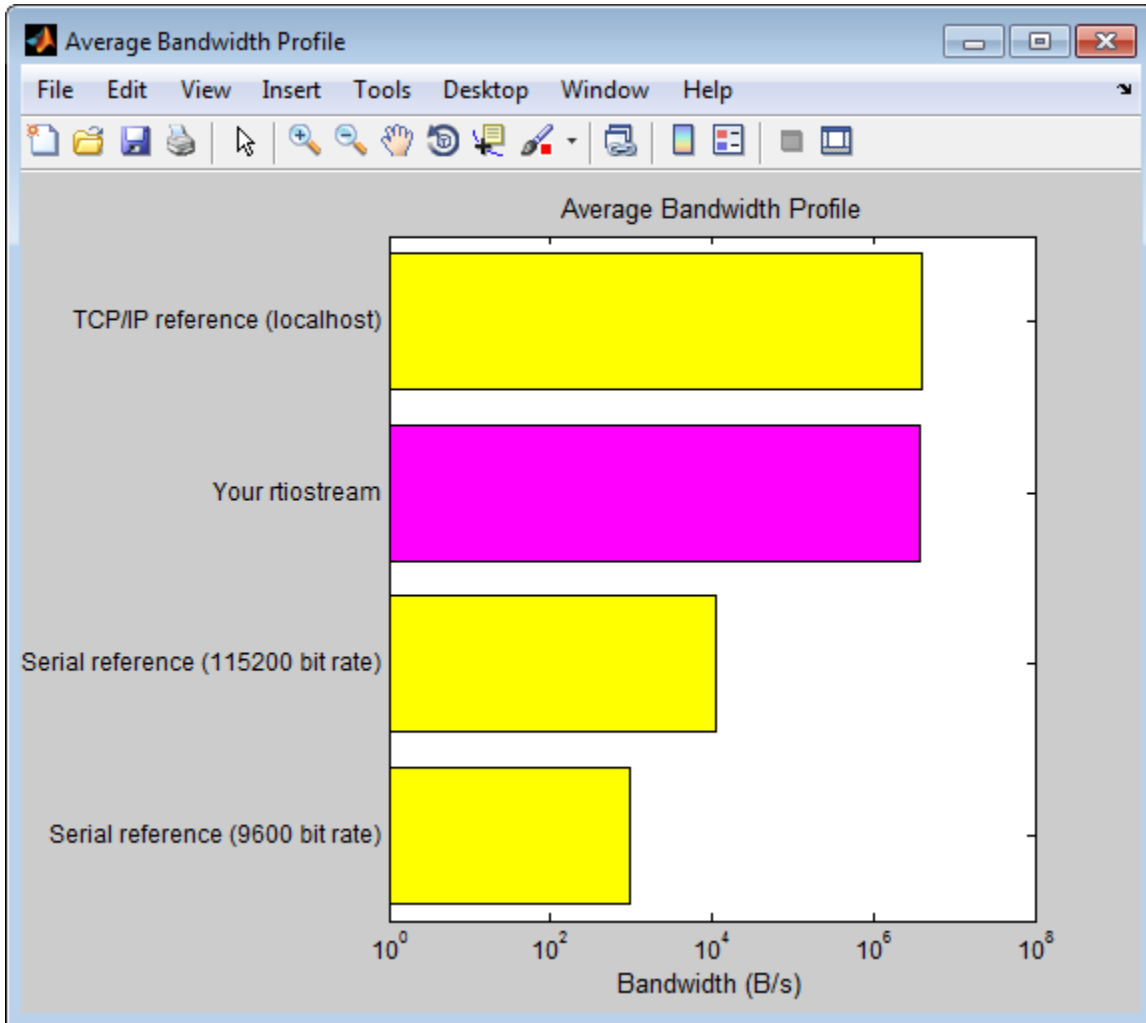 Average Bandwidth Profile
File Edit View Insert Tools Desktop Window Help
Average Bandwidth Profile
TCP/IP reference (localhost)
Your rtiostream
Serial reference (115200 bit rate)
Serial reference (9600 bit rate)
10^0 10^2 10^4 10^6 10^8
Bandwidth (B/s)